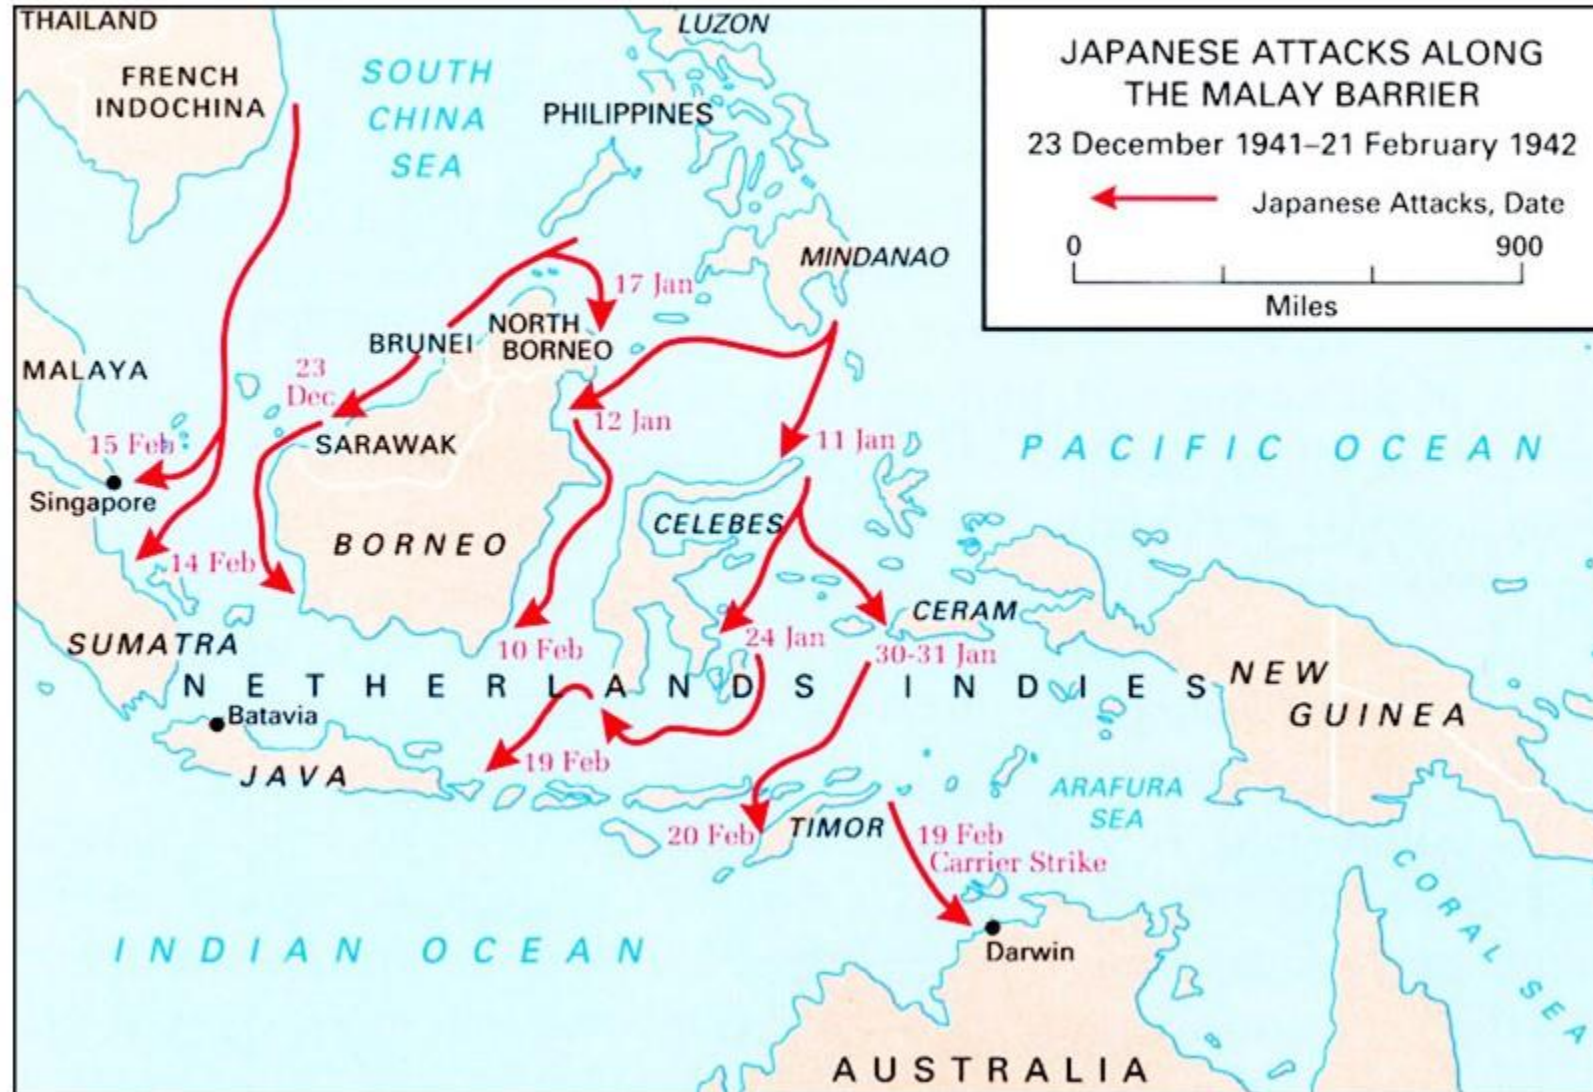 THAILAND
FRENCH
INDOCHINA
SOUTH
CHINA
SEA
LUZON
PHILIPPINES
JAPANESE ATTACKS ALONG
THE MALAY BARRIER
23 December 1941–21 February 1942
Japanese Attacks, Date
0 900
Miles
MINDANAO
17 Jan
NORTH
BORNEO
BRUNEI
MALAYA
23
Dec
12 Jan
11 Jan
15 Feb
SARAWAK
PACIFIC OCEAN
Singapore
CELEBES
BORNEO
14 Feb
CERAM
SUMATRA
10 Feb
24 Jan
30-31 Jan
NETHERLANDS INDIES
NEW
GUINEA
Batavia
JAVA
19 Feb
ARAFURA
SEA
20 Feb
TIMOR
19 Feb
Carrier Strike
CORAL SEA
INDIAN OCEAN
Darwin
AUSTRALIA